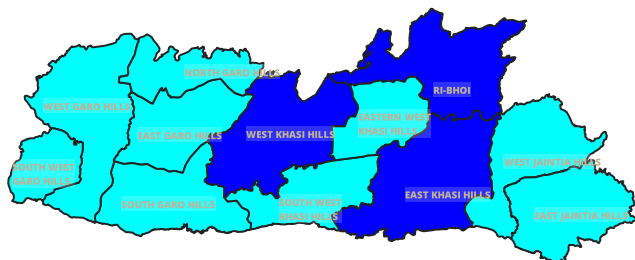 NORTH GARO HILLS
RI-BHOI
WEST GARO HILLS
EASTERN WEST
KHASI HILLS
EAST GARO HILLS
WEST KHASI HILLS
WEST JAINTIA HILLS
SOUTH WEST
GARO HILLS
EAST KHASI HILLS
SOUTH GARO HILLS
SOUTH WEST
KHASI HILLS
EAST JAINTIA HILLS